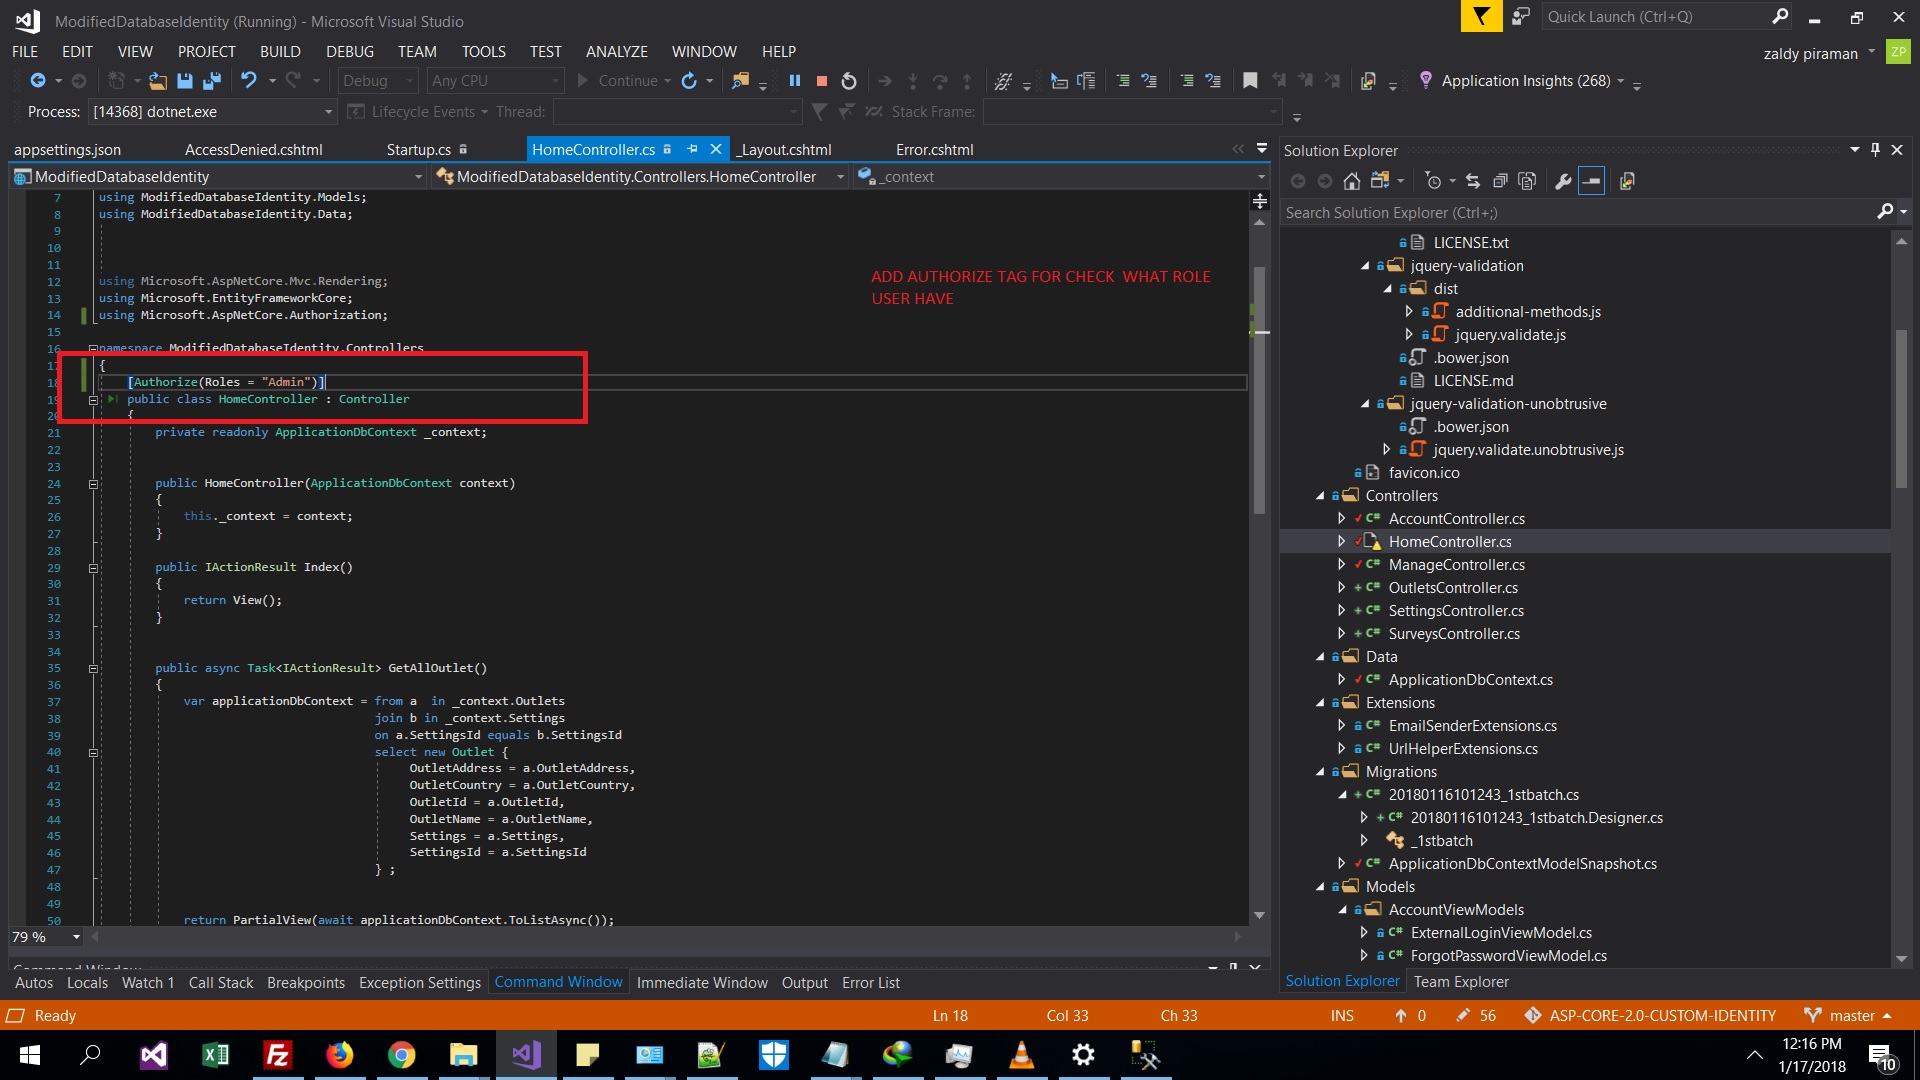 ModifiedDatabaseIdentity (Running) - Microsoft Visual Studio
Quick Launch (Ctrl+Q)
FILE EDIT VIEW PROJECT BUILD DEBUG TEAM TOOLS TEST ANALYZE WINDOW HELP
zaldy piraman ZP
Debug Any CPU Continue Application Insights (268)
Process: [14368] dotnet.exe Lifecycle Events Thread: Stack Frame:
appsettings.json AccessDenied.cshtml Startup.cs HomeController.cs _Layout.cshtml Error.cshtml
ModifiedDatabaseIdentity ModifiedDatabaseIdentity.Controllers.HomeController _context
7 using ModifiedDatabaseIdentity.Models;
8 using ModifiedDatabaseIdentity.Data;
9
10
11
12 using Microsoft.AspNetCore.Mvc.Rendering;
13 using Microsoft.EntityFrameworkCore;
14 using Microsoft.AspNetCore.Authorization;
15
16 namespace ModifiedDatabaseIdentity.Controllers
17 {
18 [Authorize(Roles = "Admin")]
19 public class HomeController : Controller
20 {
21 private readonly ApplicationDbContext _context;
22
23
24 public HomeController(ApplicationDbContext context)
25 {
26 this._context = context;
27 }
28
29 public IActionResult Index()
30 {
31 return View();
32 }
33
34
35 public async Task<IActionResult> GetAllOutlet()
36 {
37 var applicationDbContext = from a in _context.Outlets
38 join b in _context.Settings
39 on a.SettingsId equals b.SettingsId
40 select new Outlet {
41 OutletAddress = a.OutletAddress,
42 OutletCountry = a.OutletCountry,
43 OutletId = a.OutletId,
44 OutletName = a.OutletName,
45 Settings = a.Settings,
46 SettingsId = a.SettingsId
47 } ;
48
49
50 return PartialView(await applicationDbContext.ToListAsync());
ADD AUTHORIZE TAG FOR CHECK WHAT ROLE
USER HAVE
79 %
Command Window
Autos Locals Watch 1 Call Stack Breakpoints Exception Settings Command Window Immediate Window Output Error List
Solution Explorer
Search Solution Explorer (Ctrl+;)
LICENSE.txt
jquery-validation
dist
additional-methods.js
jquery.validate.js
.bower.json
LICENSE.md
jquery-validation-unobtrusive
.bower.json
jquery.validate.unobtrusive.js
favicon.ico
Controllers
C# AccountController.cs
HomeController.cs
C# ManageController.cs
C# OutletsController.cs
C# SettingsController.cs
C# SurveysController.cs
Data
C# ApplicationDbContext.cs
Extensions
C# EmailSenderExtensions.cs
C# UrlHelperExtensions.cs
Migrations
C# 20180116101243_1stbatch.cs
C# 20180116101243_1stbatch.Designer.cs
_1stbatch
C# ApplicationDbContextModelSnapshot.cs
Models
AccountViewModels
C# ExternalLoginViewModel.cs
C# ForgotPasswordViewModel.cs
Solution Explorer Team Explorer
Ready Ln 18 Col 33 Ch 33 INS 0 56 ASP-CORE-2.0-CUSTOM-IDENTITY master
12:16 PM
1/17/2018
10